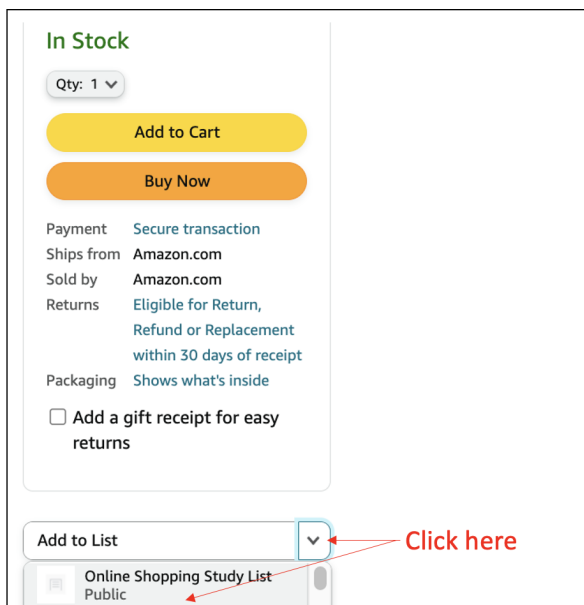 In Stock
Qty: 1
Add to Cart
Buy Now
Payment Secure transaction
Ships from Amazon.com
Sold by Amazon.com
Returns Eligible for Return,
Refund or Replacement
within 30 days of receipt
Packaging Shows what's inside
Add a gift receipt for easy
returns
Add to List
Click here
Online Shopping Study List
Public